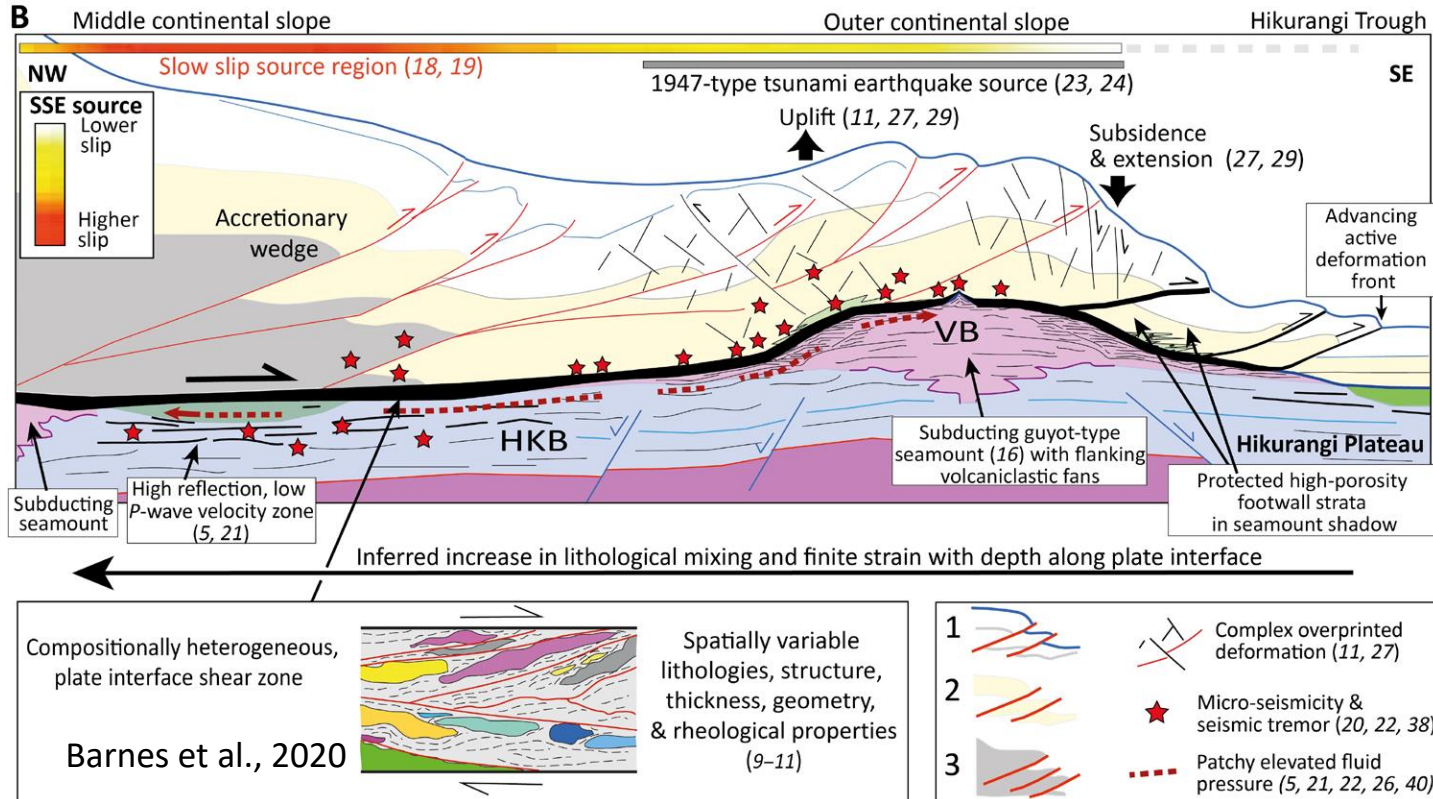 B
Middle continental slope
Outer continental slope
Hikurangi Trough
NW
Slow slip source region (18, 19)
SE
1947-type tsunami earthquake source (23, 24)
SSE source
Lower
slip
Higher
slip
Uplift (11, 27, 29)
Subsidence
& extension (27, 29)
Accretionary
wedge
Advancing
active
deformation
front
VB
HKB
Hikurangi Plateau
Subducting
seamount
High reflection, low
P-wave velocity zone
(5, 21)
Subducting guyot-type
seamount (16) with flanking
volcaniclastic fans
Protected high-porosity
footwall strata
in seamount shadow
Inferred increase in lithological mixing and finite strain with depth along plate interface
Compositionally heterogeneous,
plate interface shear zone
Barnes et al., 2020
Spatially variable
lithologies, structure,
thickness, geometry,
& rheological properties
(9–11)
1
2
3
Complex overprinted
deformation (11, 27)
Micro-seismicity &
seismic tremor (20, 22, 38)
Patchy elevated fluid
pressure (5, 21, 22, 26, 40)